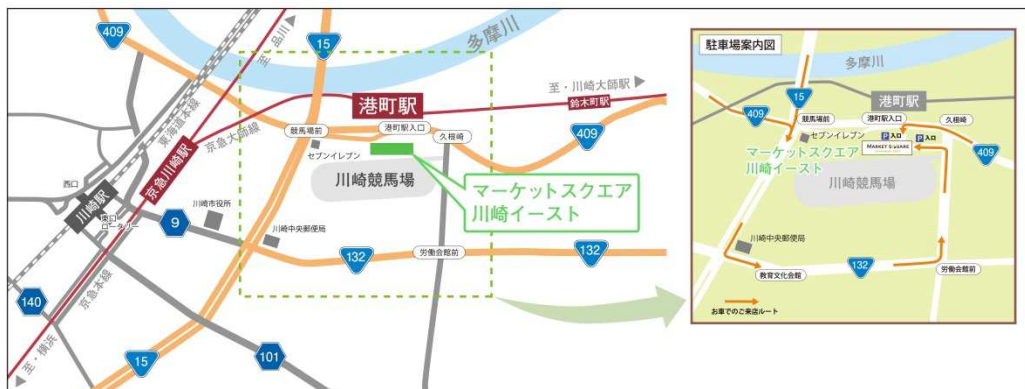 409
至・品川
15
多摩川
至・川崎大師駅
港町駅
鈴木町駅
東海道本線
京急大師線
競馬場前
港町駅入口
久根崎
409
セブンイレブン
京急川崎駅
川崎競馬場
マーケットスクエア
川崎イースト
西口
川崎駅
東口
ロータリー
川崎市役所
9
川崎中央郵便局
132
労働会館前
140
京急本線
101
15
至・横浜
駐車場案内図
多摩川
15
港町駅
409
競馬場前
港町駅入口
久根崎
セブンイレブン
P入口
P入口
MARKET SQUARE
409
マーケットスクエア
川崎イースト
川崎競馬場
川崎中央郵便局
132
労働会館前
教育文化会館
お車でのご来店ルート